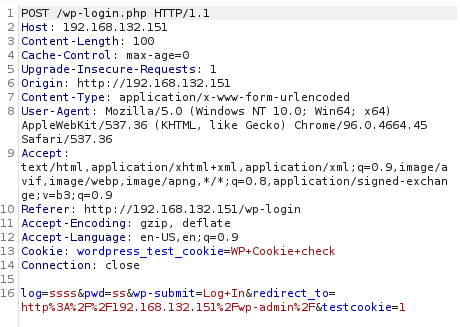 1 POST /wp-login.php HTTP/1.1
2 Host: 192.168.132.151
3 Content-Length: 100
4 Cache-Control: max-age=0
5 Upgrade-Insecure-Requests: 1
6 Origin: http://192.168.132.151
7 Content-Type: application/x-www-form-urlencoded
8 User-Agent: Mozilla/5.0 (Windows NT 10.0; Win64; x64)
AppleWebKit/537.36 (KHTML, like Gecko) Chrome/96.0.4664.45
Safari/537.36
9 Accept:
text/html,application/xhtml+xml,application/xml;q=0.9,image/a
vif,image/webp,image/apng,*/*;q=0.8,application/signed-exchan
ge;v=b3;q=0.9
10 Referer: http://192.168.132.151/wp-login
11 Accept-Encoding: gzip, deflate
12 Accept-Language: en-US,en;q=0.9
13 Cookie: wordpress_test_cookie=WP+Cookie+check
14 Connection: close
15
16 log=ssss&pwd=ss&wp-submit=Log+In&redirect_to=
http%3A%2F%2F192.168.132.151%2Fwp-admin%2F&testcookie=1